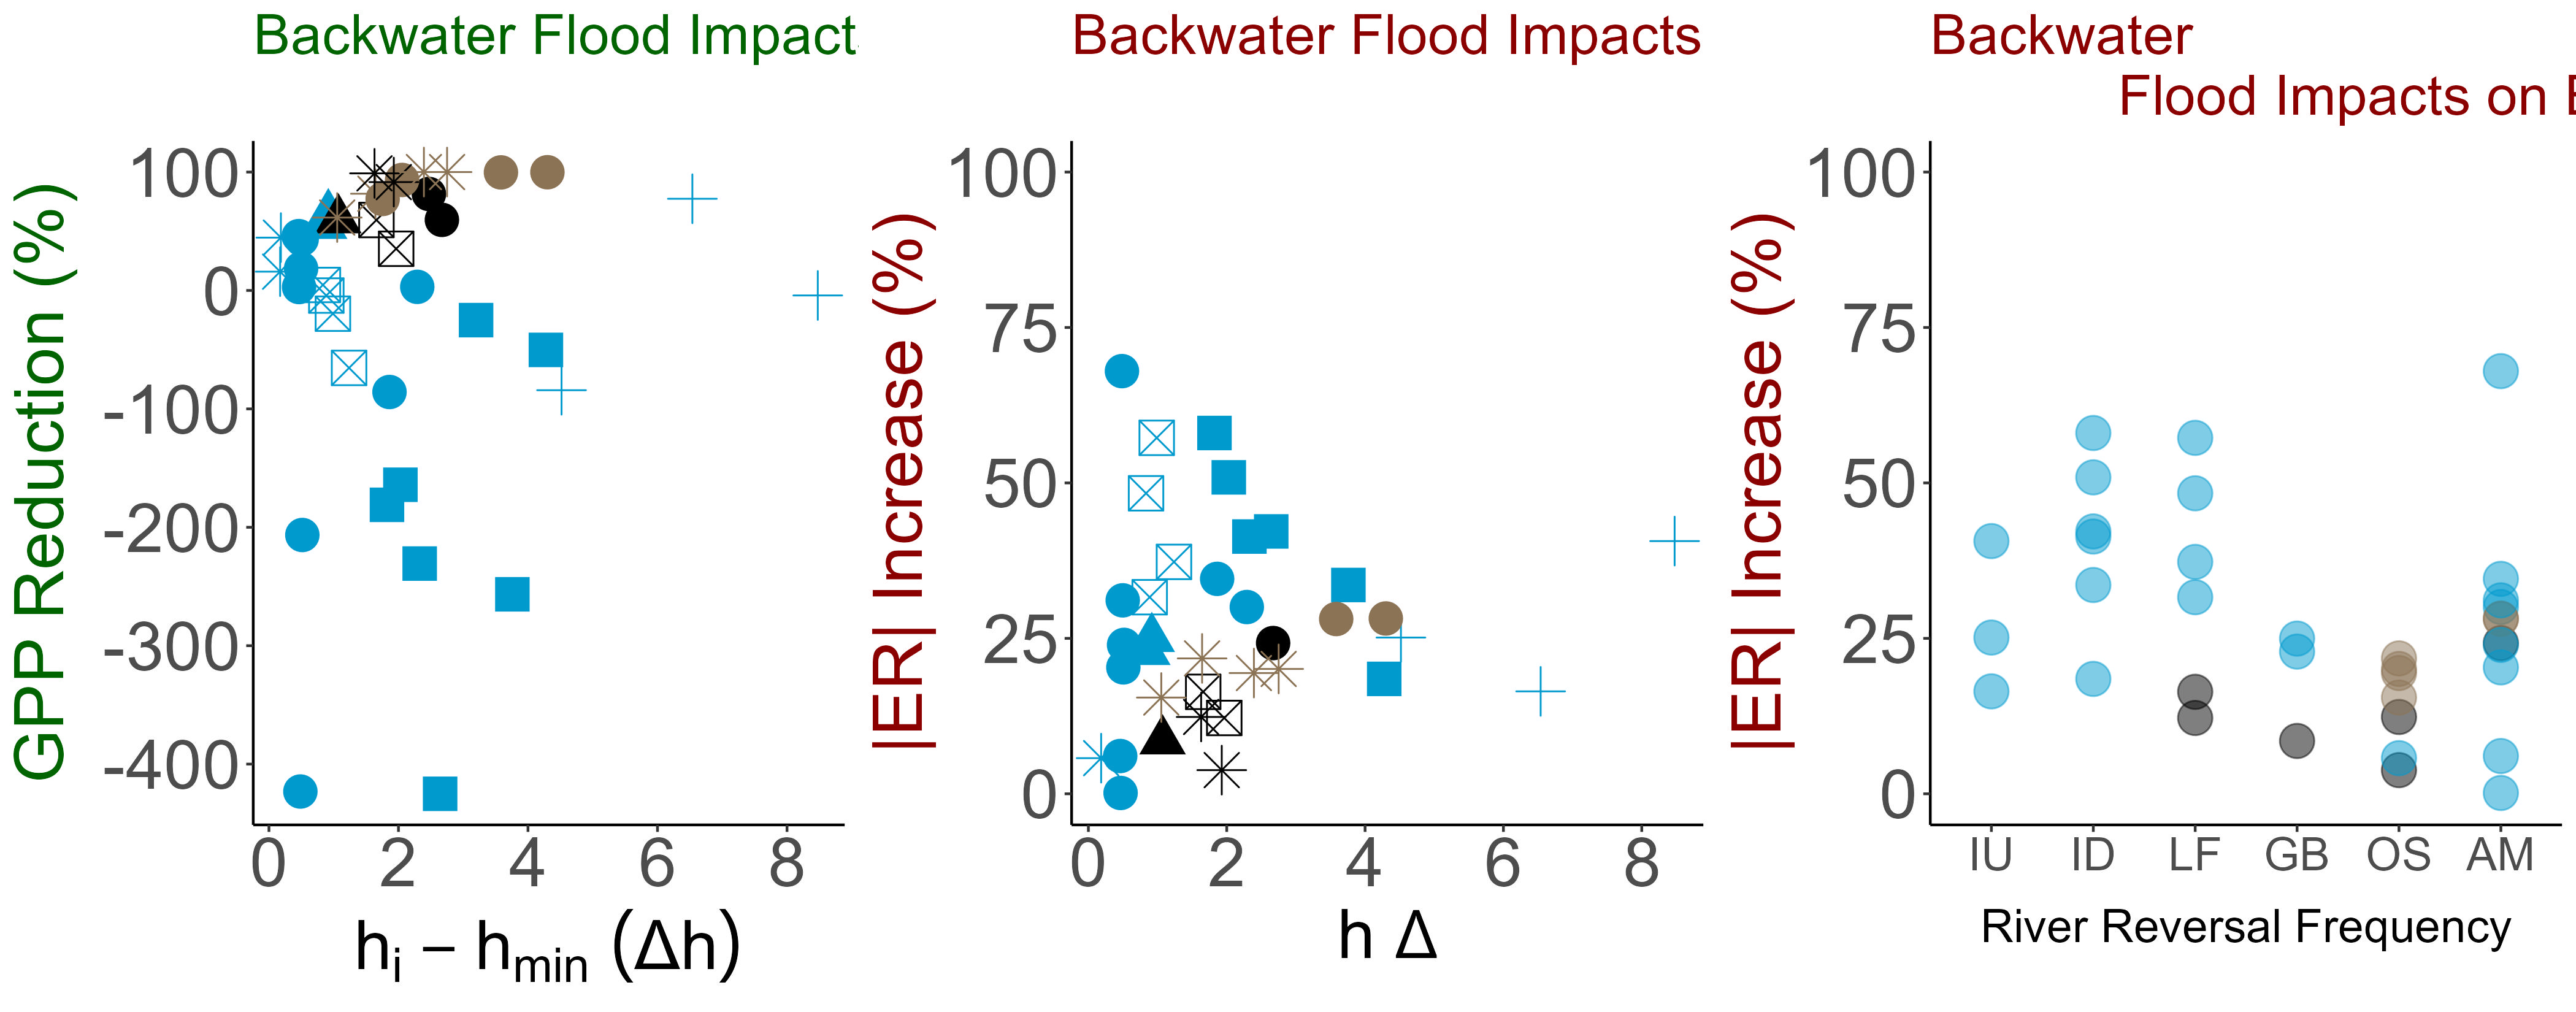 Backwater Flood Impact
GPP Reduction (%)
100
0
-100
-200
-300
-400
0 2 4 6 8
hi − hmin (Δh)
Backwater Flood Impacts
|ER| Increase (%)
100
75
50
25
0
0 2 4 6 8
h Δ
Backwater
Flood Impacts on
|ER| Increase (%)
100
75
50
25
0
IU ID LF GB OS AM
River Reversal Frequency